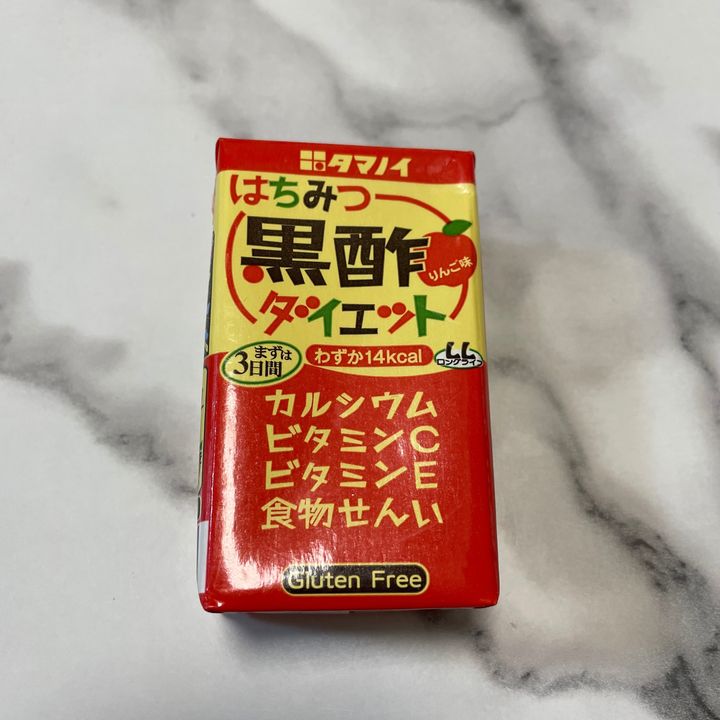 タマノイ
はちみつ
黒酢
りんご味
ダイエット
まずは
3日間
わずか14kcal
LL
ロングライフ
カルシウム
ビタミンC
ビタミンE
食物せんい
Gluten Free